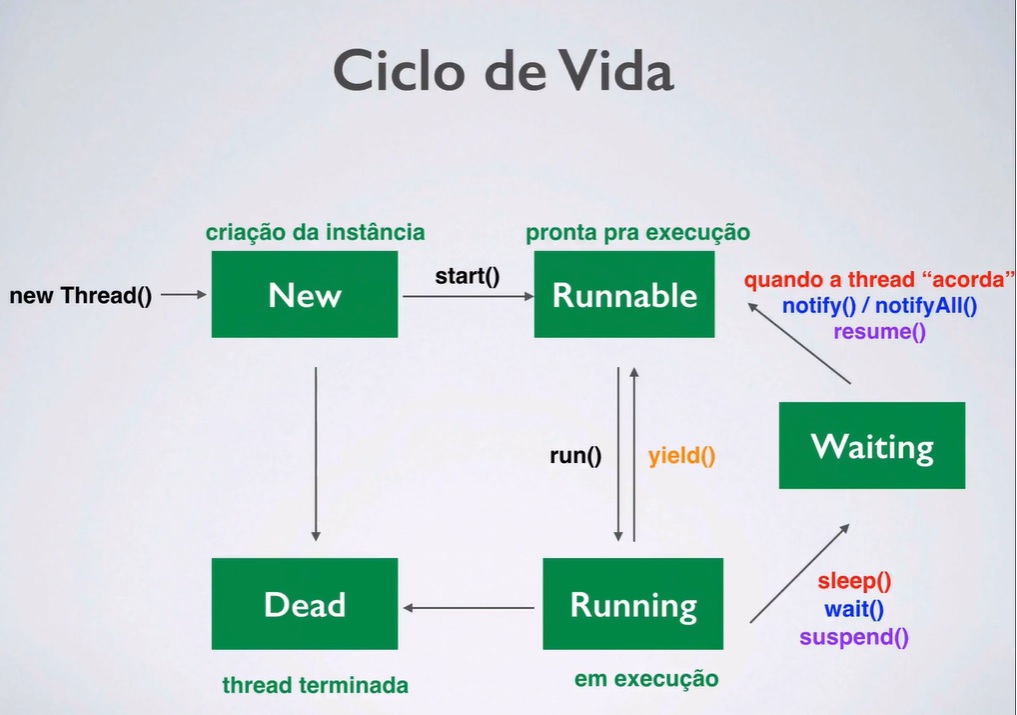 Ciclo de Vida
criação da instância
pronta pra execução
new Thread()
New
start()
Runnable
quando a thread “acorda”
notify() / notifyAll()
resume()
run()
yield()
Waiting
Dead
Running
sleep()
wait()
suspend()
thread terminada
em execução